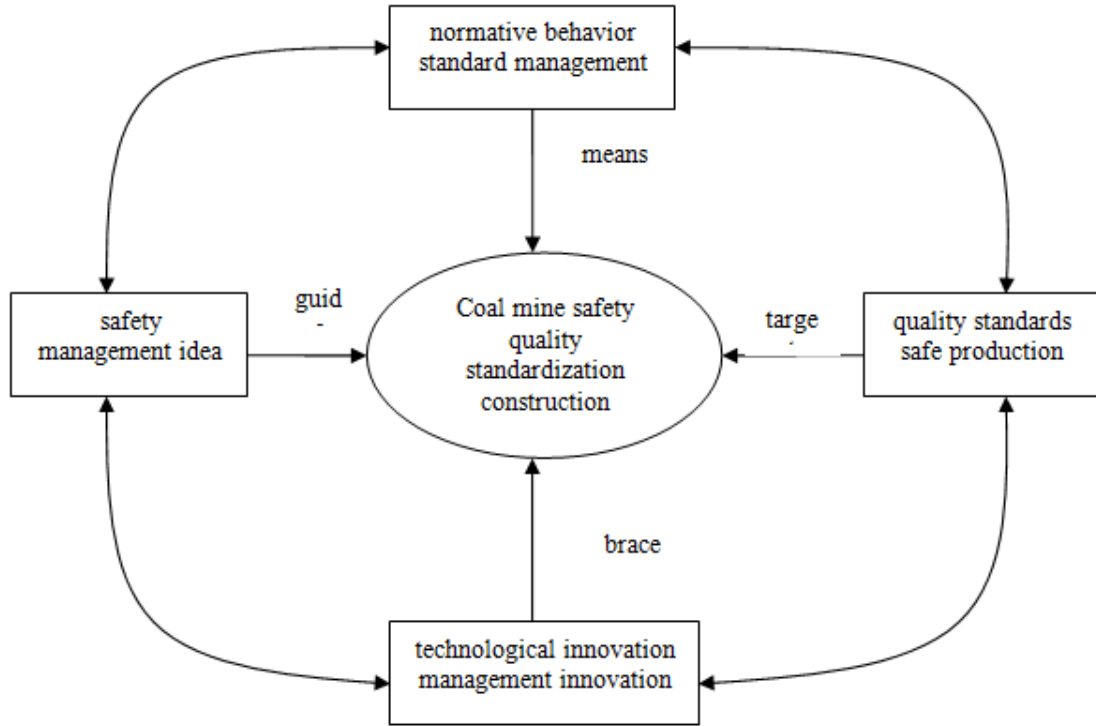 normative behavior
standard management
means
safety
management idea
guid
Coal mine safety
quality
standardization
construction
targe
quality standards
safe production
brace
technological innovation
management innovation